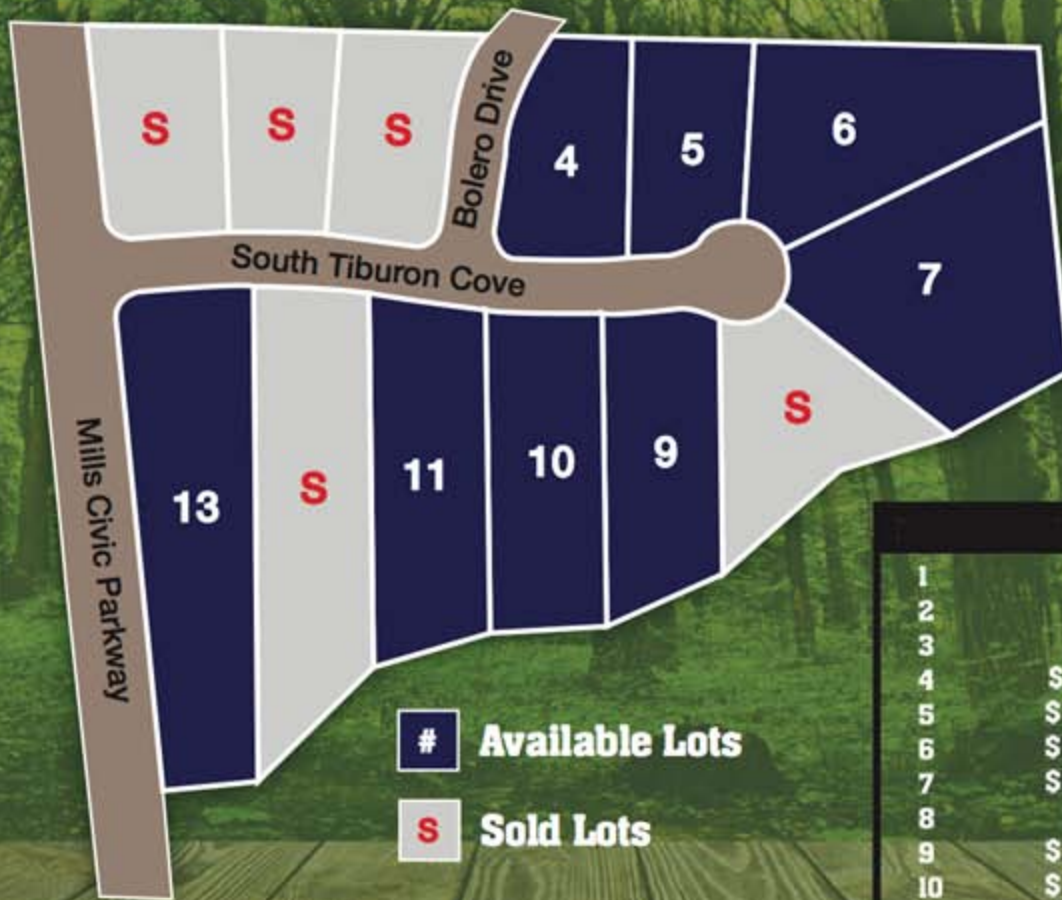 S
S
S
Bolero Drive
4
5
6
South Tiburon Cove
7
Mills Civic Parkway
13
S
11
10
9
S
# Available Lots
S Sold Lots
1
2
3
4 $
5 $
6 $
7 $
8
9 $
10 $